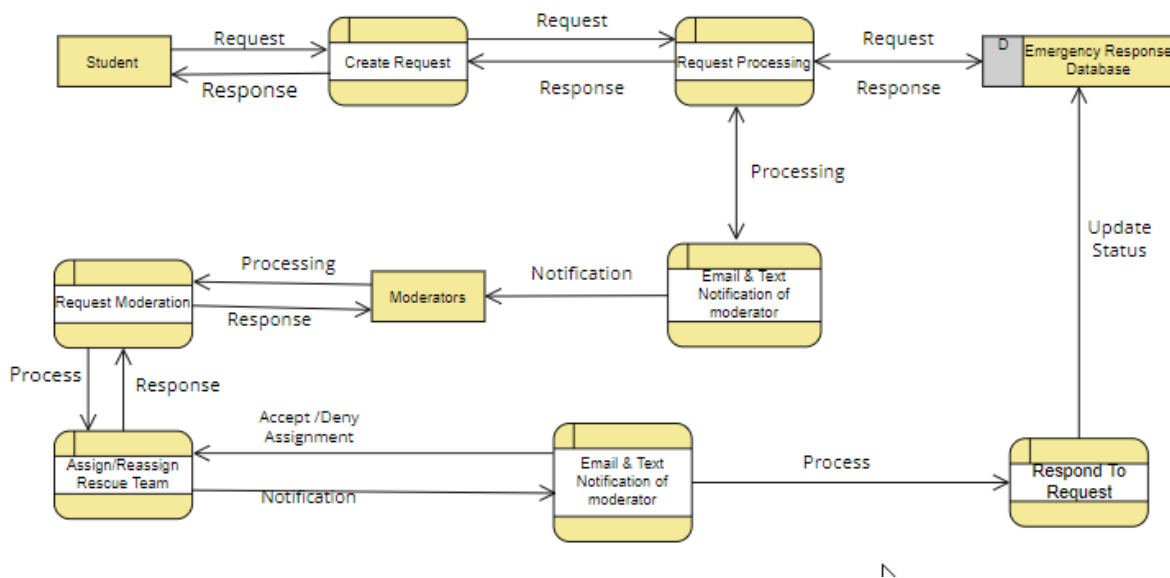 Request
Request
D
Request
Student
Create Request
Request Processing
Emergency Response
Database
Response
Response
Response
Processing
Update
Status
Processing
Notification
Email & Text
Notification of
moderator
Request Moderation
Moderators
Response
Process
Response
Accept /Deny
Assignment
Assign/Reassign
Rescue Team
Notification
Email & Text
Notification of
moderator
Process
Respond To
Request